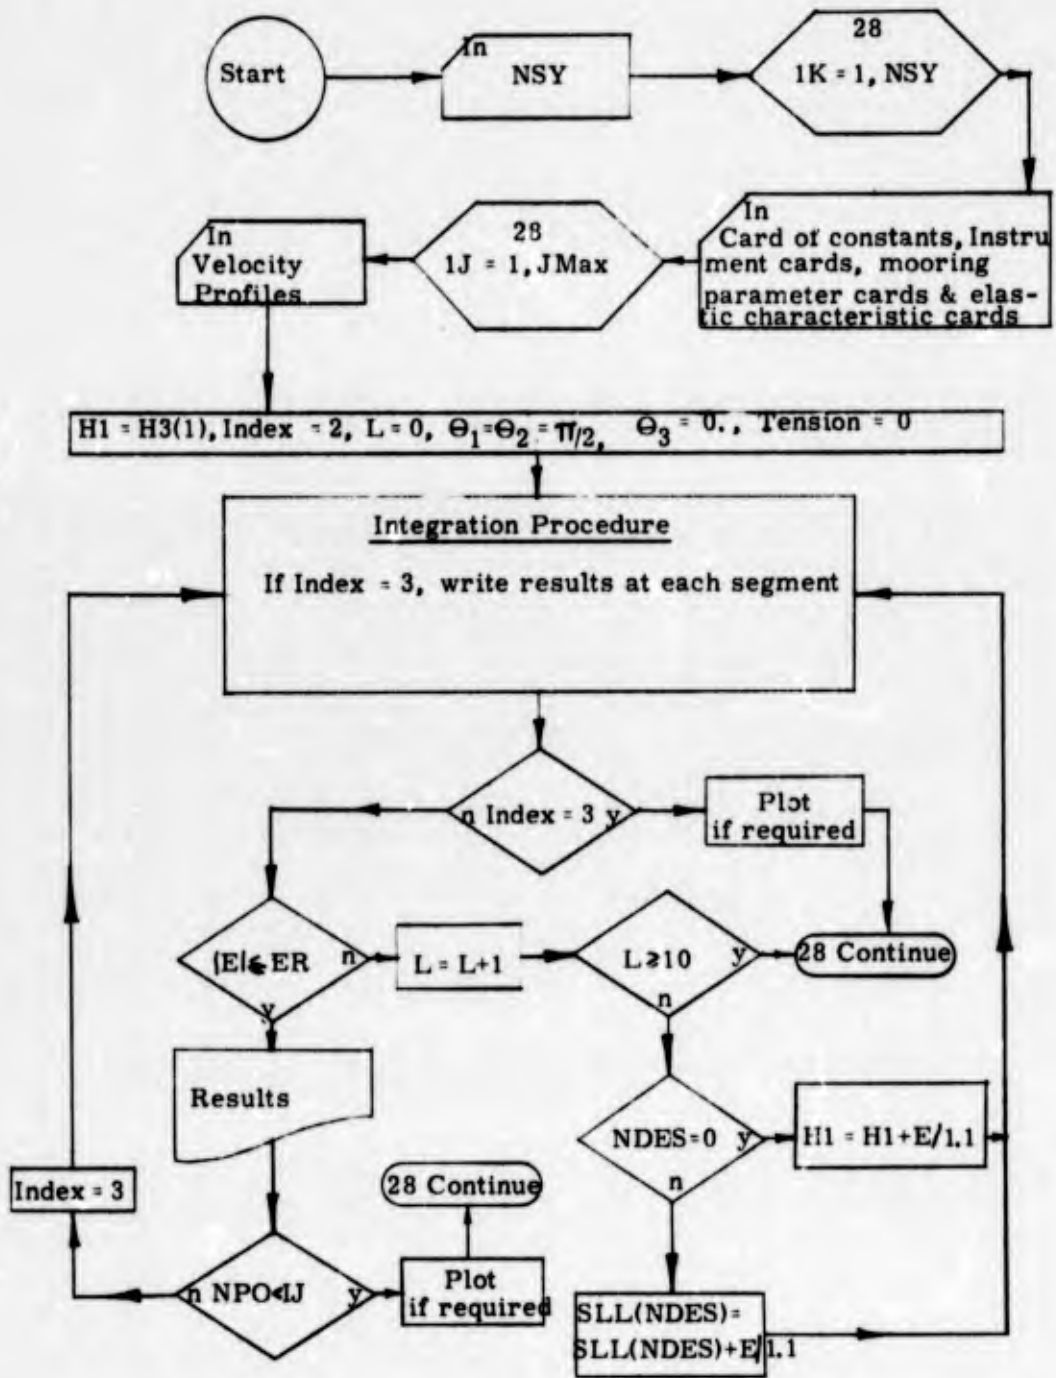 Start
In
NSY
28
1K = 1, NSY
In
Card of constants, Instru
ment cards, mooring
parameter cards & elas-
tic characteristic cards
28
1J = 1, JMax
In
Velocity
Profiles
H1 = H3(1), Index = 2, L = 0, Θ₁=Θ₂ = π/2, Θ₃ = 0., Tension = 0
Integration Procedure
If Index = 3, write results at each segment
n Index = 3 y
Plot
if required
28 Continue
|E|≤ ER n
y
L = L+1
L≥10 y
n
Results
NDES=0 y
n
H1 = H1+E/1.1
Index = 3
28 Continue
n NPO<IJ y
Plot
if required
SLL(NDES)=
SLL(NDES)+E/1.1